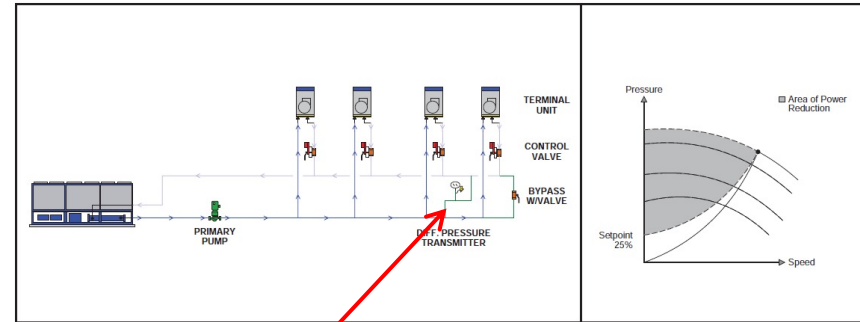 TERMINAL
UNIT
CONTROL
VALVE
BYPASS
W/VALVE
PRIMARY
PUMP
DIFF. PRESSURE
TRANSMITTER
Pressure
Area of Power
Reduction
Setpoint
25%
Speed